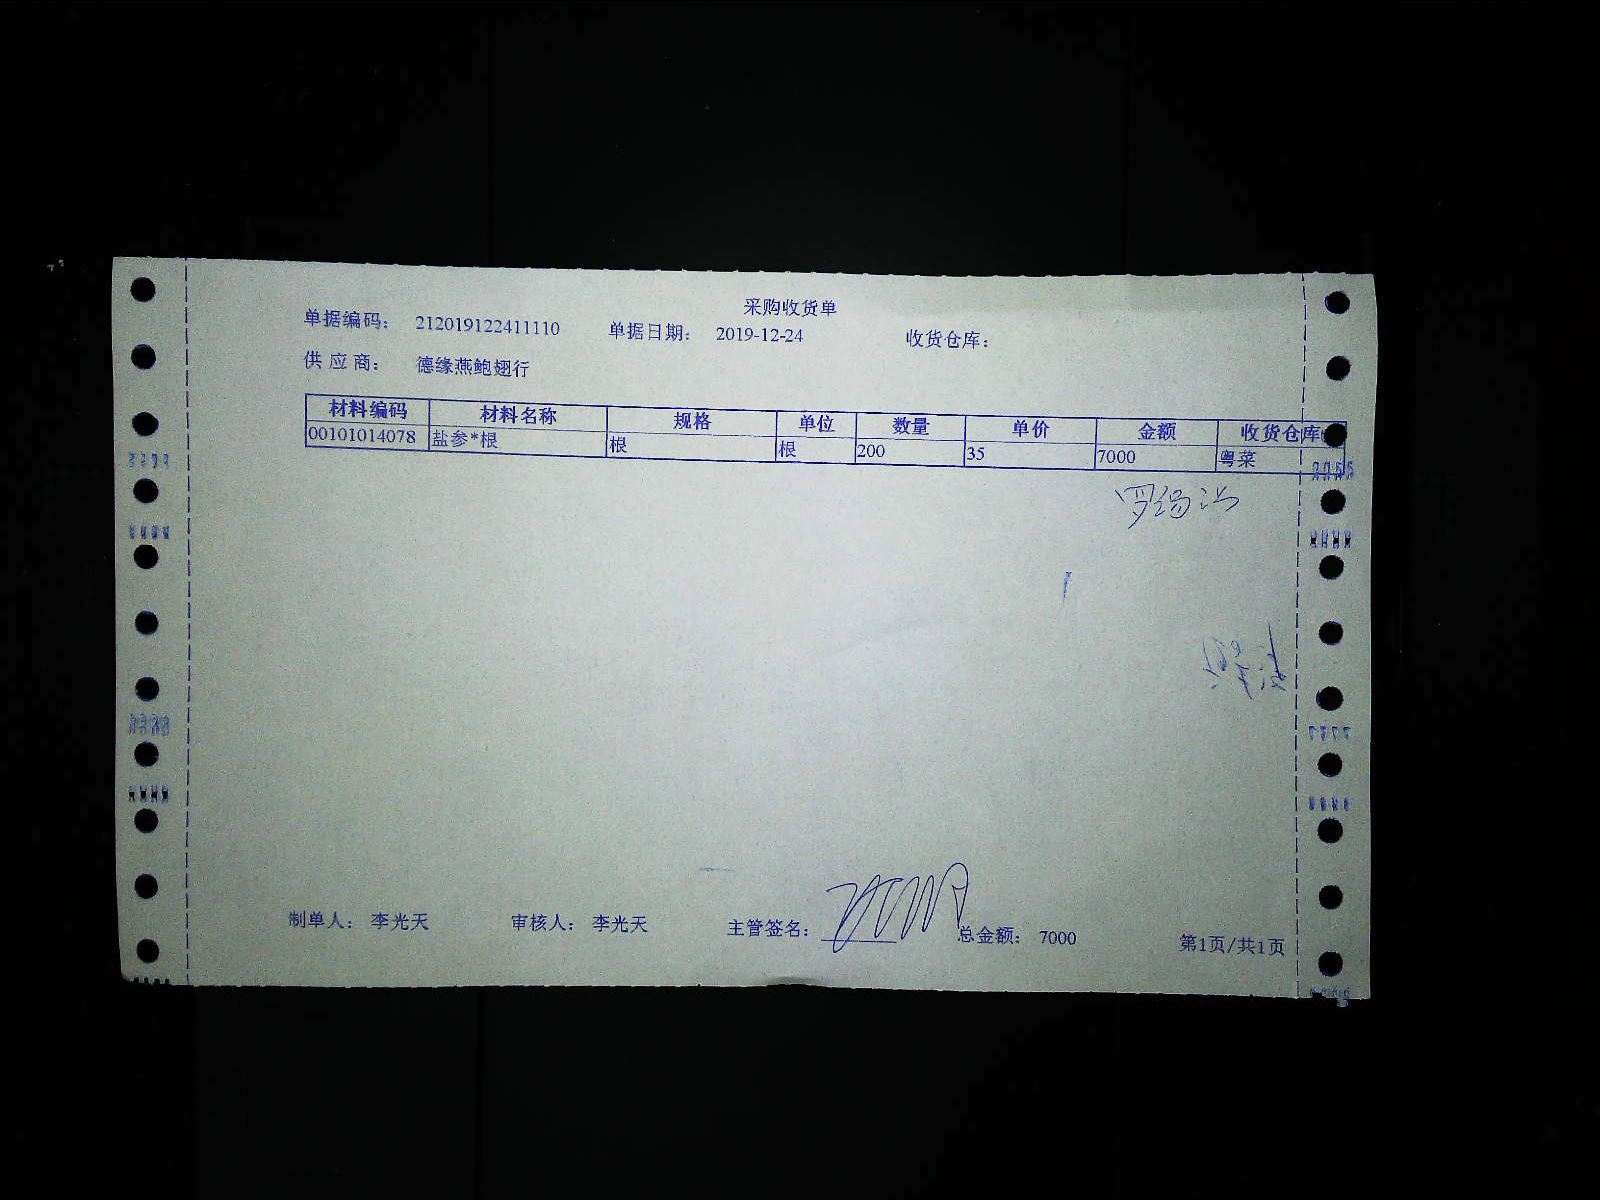 采购收货单
单据编码： 212019122411110 单据日期： 2019-12-24 收货仓库：
供 应 商： 德缘燕鲍翅行
材料编码 材料名称 规格 单位 数量 单价 金额 收货仓库
00101014078 盐参*根 根 根 200 35 7000 粤菜
制单人： 李光天 审核人： 李光天 主管签名： 总金额： 7000 第1页/共1页